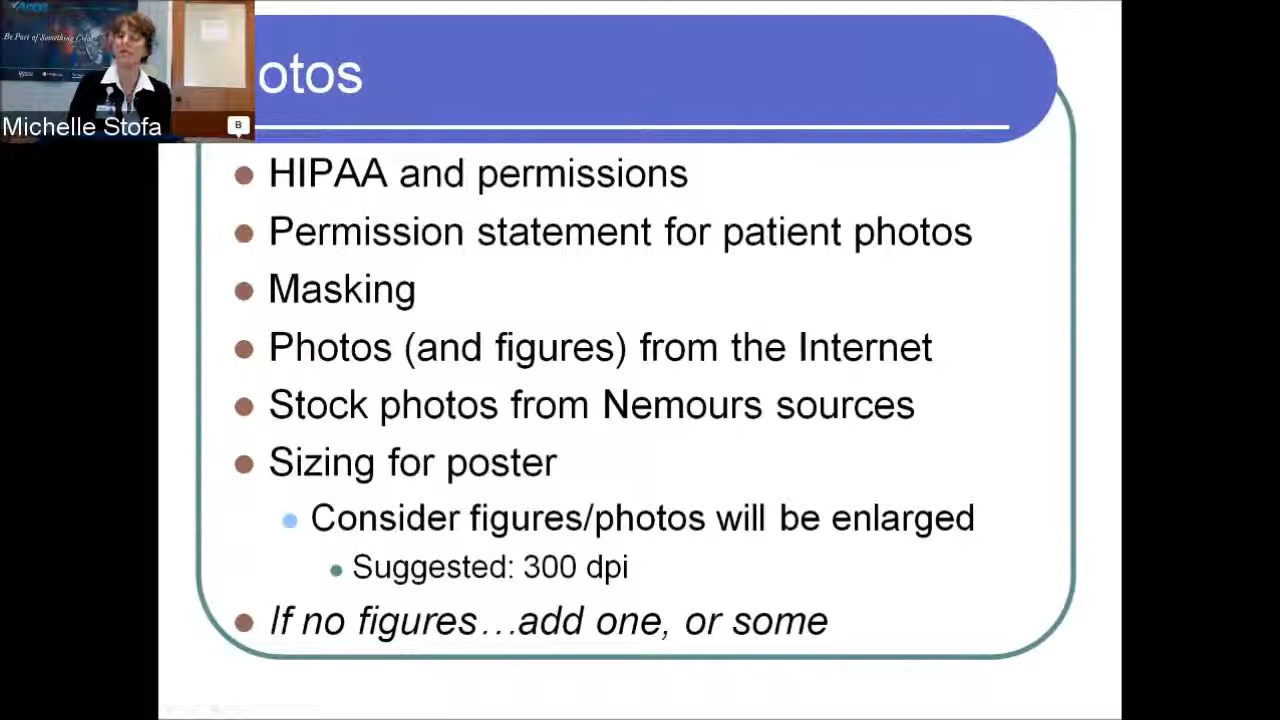 Be Part of Something Great
Michelle Stofa
B
otos
HIPAA and permissions
Permission statement for patient photos
Masking
Photos (and figures) from the Internet
Stock photos from Nemours sources
Sizing for poster
Consider figures/photos will be enlarged
Suggested: 300 dpi
If no figures…add one, or some